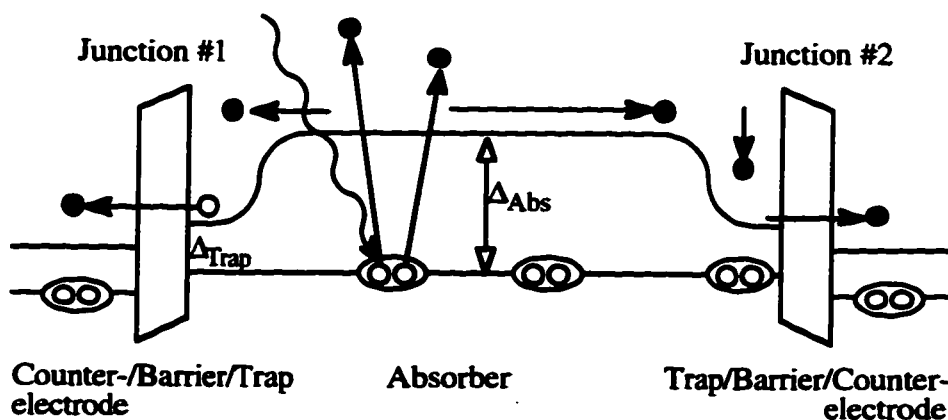 Junction #1
Junction #2
Δ_Abs
Δ_Trap
Counter-/Barrier/Trap
electrode
Absorber
Trap/Barrier/Counter-
electrode